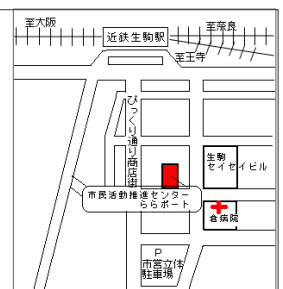 至大阪
近鉄生駒駅
至奈良
至王寺
ぴっくり通り商店街
生駒
セイセイビル
市民活動推進センター
ららポート
倉病院
P
市営立体
駐車場